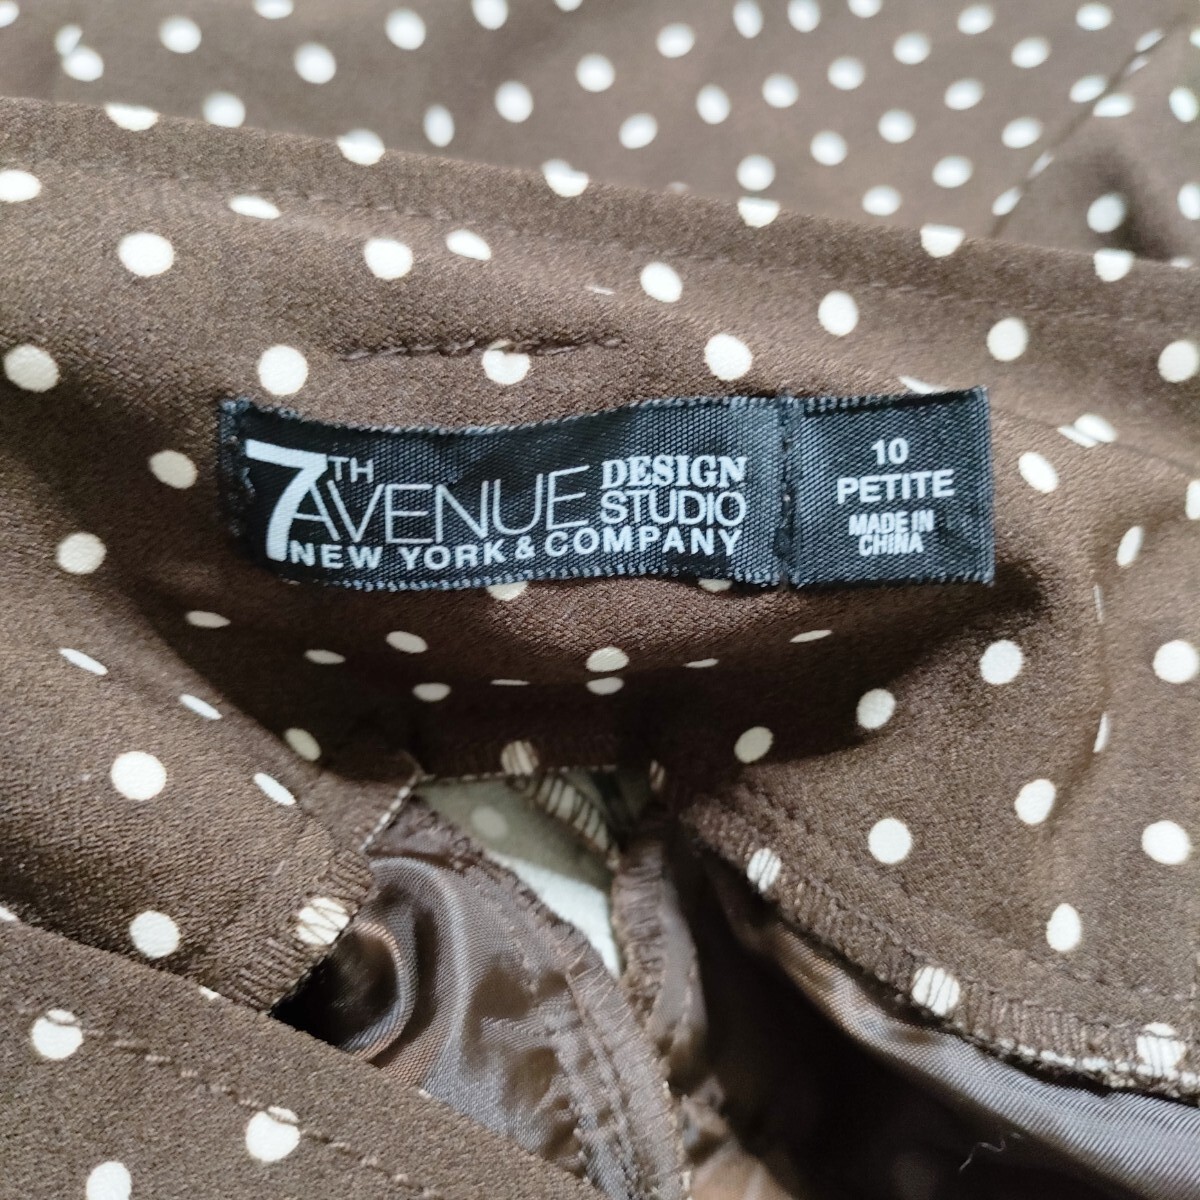 7TH AVENUE DESIGN STUDIO
NEW YORK & COMPANY
10
PETITE
MADE IN
CHINA